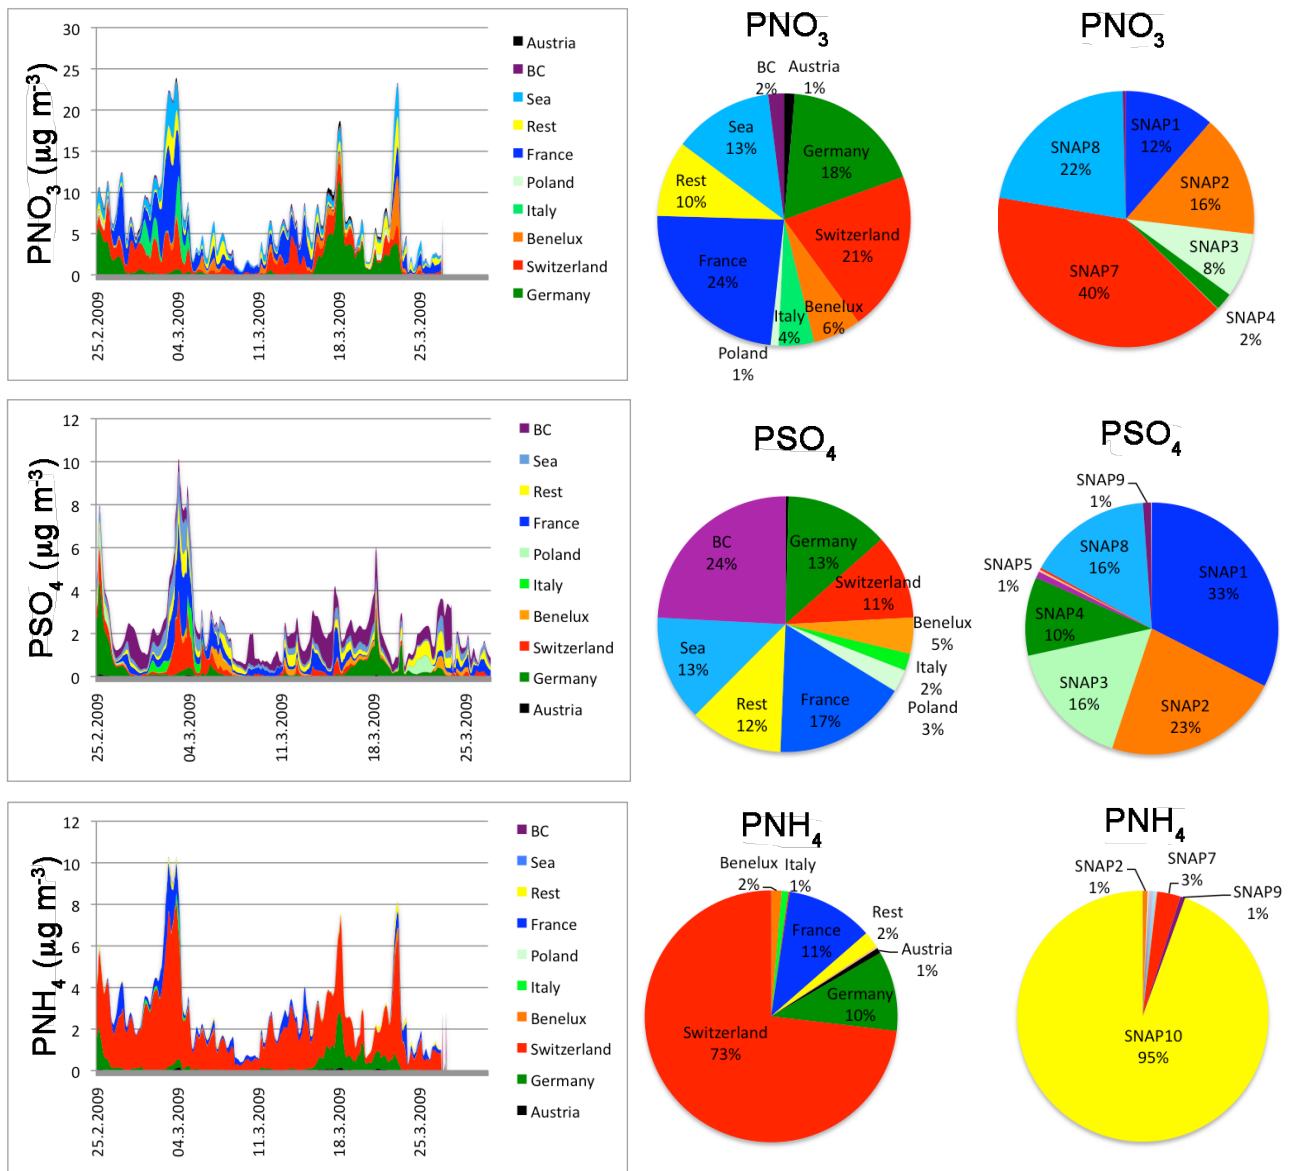 PNO3 (µg m-3)
30
25
20
15
10
5
0
25.2.2009
04.3.2009
11.3.2009
18.3.2009
25.3.2009
Austria
BC
Sea
Rest
France
Poland
Italy
Benelux
Switzerland
Germany
PNO3
BC
2%
Austria
1%
Sea
13%
Germany
18%
Rest
10%
Switzerland
21%
France
24%
Benelux
6%
Italy
4%
Poland
1%
PNO3
SNAP1
12%
SNAP8
22%
SNAP2
16%
SNAP3
8%
SNAP7
40%
SNAP4
2%
PSO4 (µg m-3)
12
10
8
6
4
2
0
25.2.2009
04.3.2009
11.3.2009
18.3.2009
25.3.2009
BC
Sea
Rest
France
Poland
Italy
Benelux
Switzerland
Germany
Austria
PSO4
BC
24%
Germany
13%
Switzerland
11%
Benelux
5%
Sea
13%
Italy
2%
Rest
12%
France
17%
Poland
3%
PSO4
SNAP9
1%
SNAP8
16%
SNAP1
33%
SNAP5
1%
SNAP4
10%
SNAP3
16%
SNAP2
23%
PNH4 (µg m-3)
12
10
8
6
4
2
0
25.2.2009
04.3.2009
11.3.2009
18.3.2009
25.3.2009
BC
Sea
Rest
France
Poland
Italy
Benelux
Switzerland
Germany
Austria
PNH4
Benelux
2%
Italy
1%
France
11%
Rest
2%
Austria
1%
Germany
10%
Switzerland
73%
PNH4
SNAP2
1%
SNAP7
3%
SNAP9
1%
SNAP10
95%